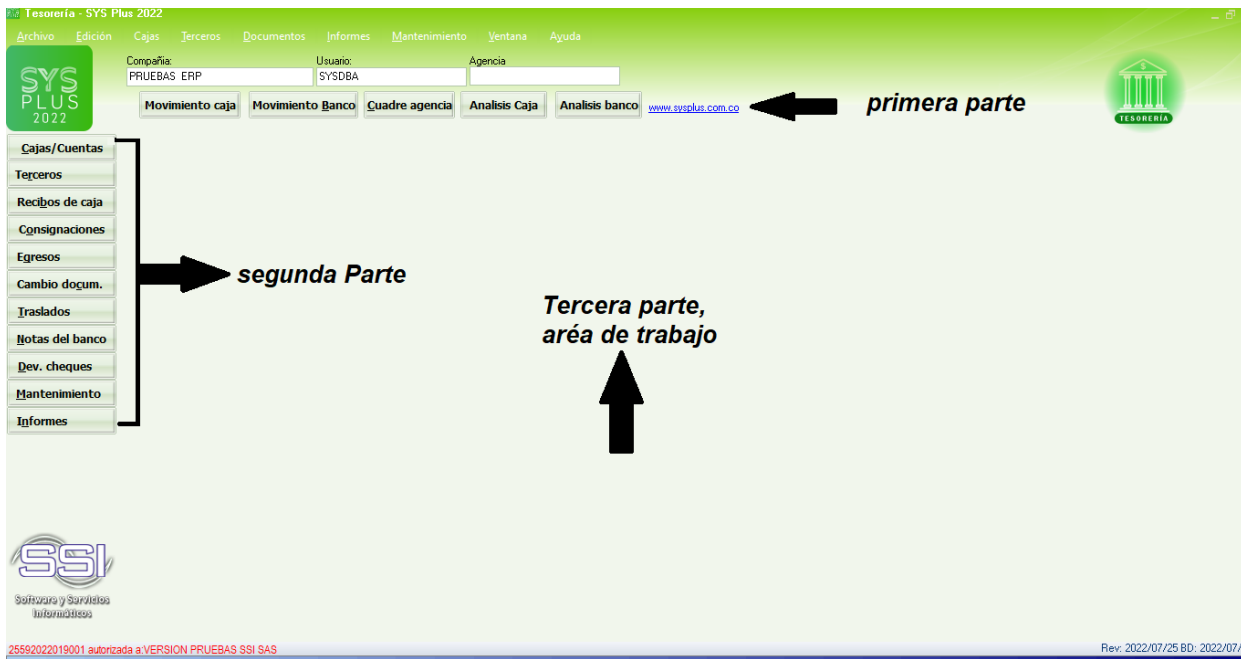 Tesorería - SYS Plus 2022
Archivo Edición Cajas Terceros Documentos Informes Mantenimiento Ventana Ayuda
SYS
PLUS
2022
Compañia: Usuario: Agencia
PRUEBAS ERP SYSDBA
Movimiento caja Movimiento Banco Cuadre agencia Analisis Caja Analisis banco www.sysplus.com.co primera parte
TESORERÍA
Cajas/Cuentas
Terceros
Recibos de caja
Consignaciones
Egresos
segunda Parte
Cambio docum.
Traslados
Tercera parte,
aréa de trabajo
Notas del banco
Dev. cheques
Mantenimiento
Informes
SSI
Software y Servicios
Informáticos
25592022019001 autorizada a:VERSION PRUEBAS SSI SAS Rev: 2022/07/25 BD: 2022/07/